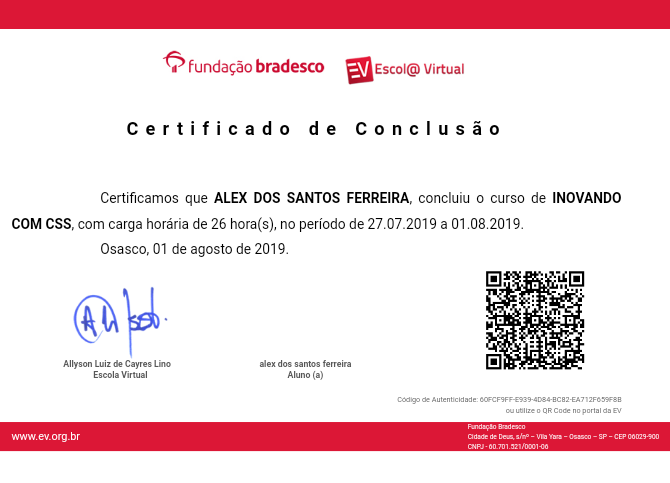 fundação bradesco
EV Escol@ Virtual
Certificado de Conclusão
Certificamos que ALEX DOS SANTOS FERREIRA, concluiu o curso de INOVANDO
COM CSS, com carga horária de 26 hora(s), no período de 27.07.2019 a 01.08.2019.
Osasco, 01 de agosto de 2019.
Allyson Luiz de Cayres Lino
Escola Virtual
alex dos santos ferreira
Aluno (a)
Código de Autenticidade: 60FCF9FF-E939-4D84-BC82-EA712F659F8B
ou utilize o QR Code no portal da EV
www.ev.org.br
Fundação Bradesco
Cidade de Deus, s/nº – Vila Yara – Osasco – SP – CEP 06029-900
CNPJ - 60.701.521/0001-06